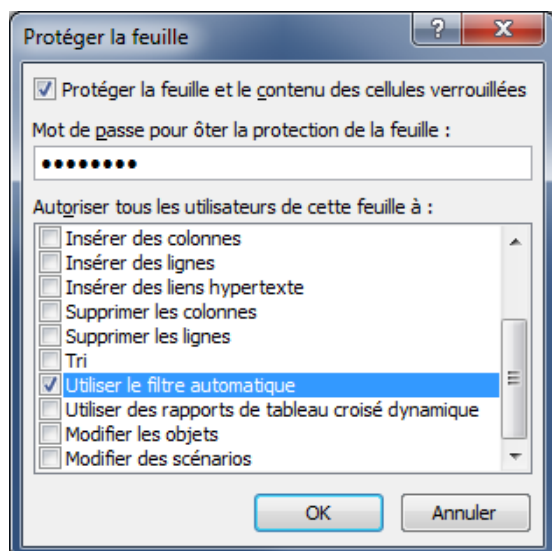 Protéger la feuille
Protéger la feuille et le contenu des cellules verrouillées
Mot de passe pour ôter la protection de la feuille :
••••••••
Autoriser tous les utilisateurs de cette feuille à :
Insérer des colonnes
Insérer des lignes
Insérer des liens hypertexte
Supprimer les colonnes
Supprimer les lignes
Tri
Utiliser le filtre automatique
Utiliser des rapports de tableau croisé dynamique
Modifier les objets
Modifier des scénarios
OK Annuler